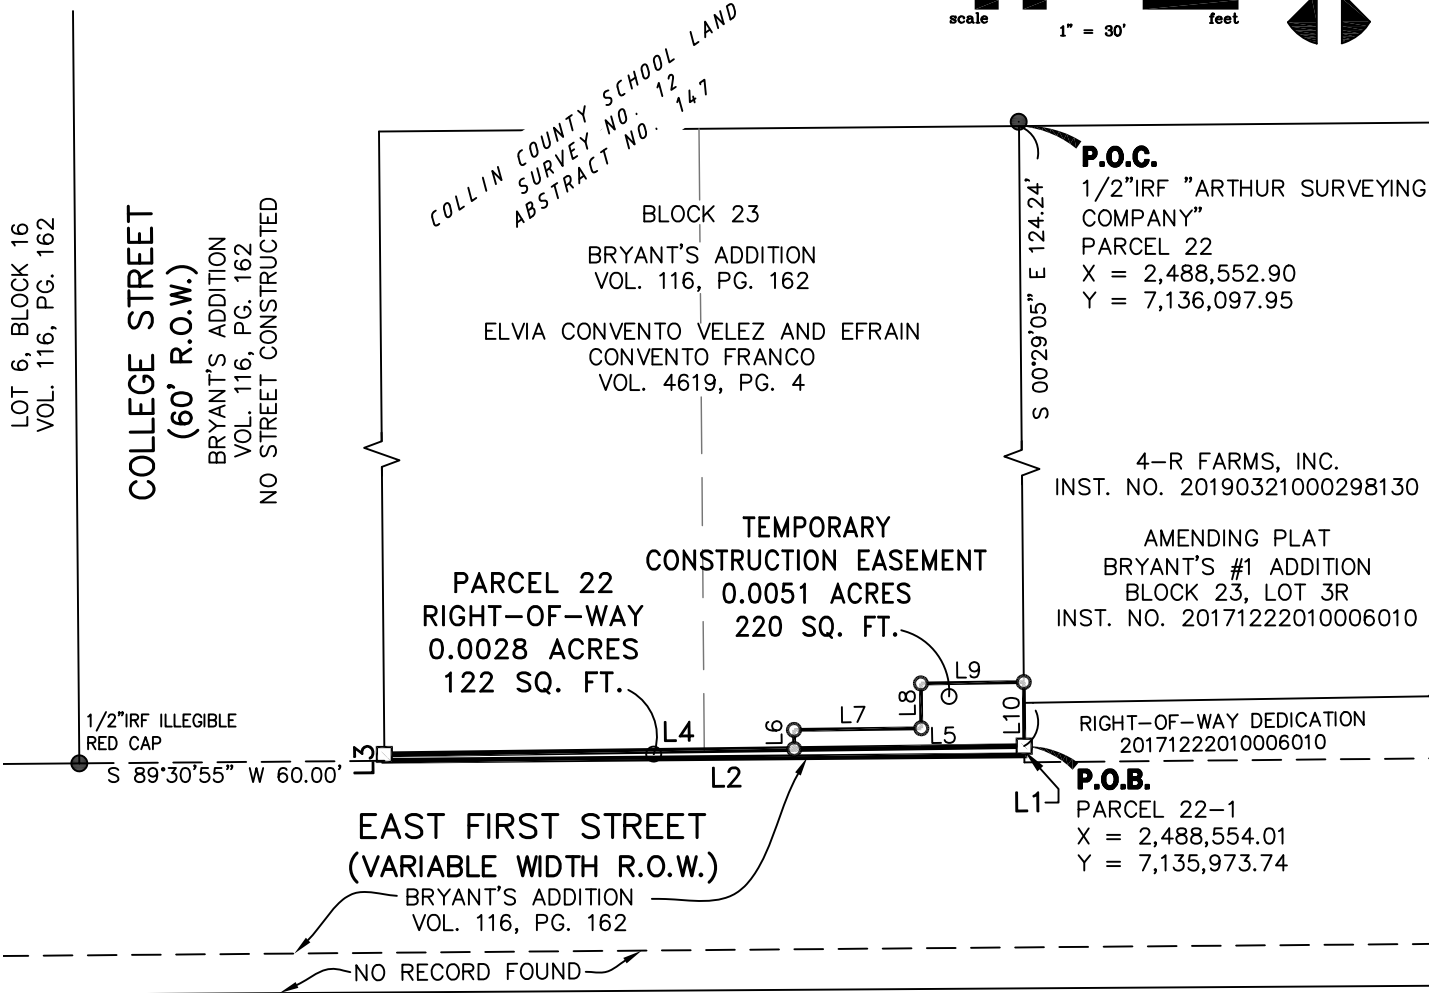 scale
1" = 30'
feet
COLLIN COUNTY SCHOOL LAND
SURVEY NO. 12
ABSTRACT NO. 147
P.O.C.
1/2"IRF "ARTHUR SURVEYING
COMPANY"
PARCEL 22
X = 2,488,552.90
Y = 7,136,097.95
S 00°29'05" E 124.24'
LOT 6, BLOCK 16
VOL. 116, PG. 162
COLLEGE STREET
(60' R.O.W.)
BRYANT'S ADDITION
VOL. 116, PG. 162
NO STREET CONSTRUCTED
BLOCK 23
BRYANT'S ADDITION
VOL. 116, PG. 162
ELVIA CONVENTO VELEZ AND EFRAIN
CONVENTO FRANCO
VOL. 4619, PG. 4
4-R FARMS, INC.
INST. NO. 20190321000298130
AMENDING PLAT
BRYANT'S #1 ADDITION
BLOCK 23, LOT 3R
INST. NO. 20171222010006010
TEMPORARY
CONSTRUCTION EASEMENT
0.0051 ACRES
220 SQ. FT.
PARCEL 22
RIGHT-OF-WAY
0.0028 ACRES
122 SQ. FT.
L9
L8
L10
L7
L6
L5
L4
L3
L2
L1
1/2"IRF ILLEGIBLE
RED CAP
S 89°30'55" W 60.00'
RIGHT-OF-WAY DEDICATION
20171222010006010
P.O.B.
PARCEL 22-1
X = 2,488,554.01
Y = 7,135,973.74
EAST FIRST STREET
(VARIABLE WIDTH R.O.W.)
BRYANT'S ADDITION
VOL. 116, PG. 162
NO RECORD FOUND